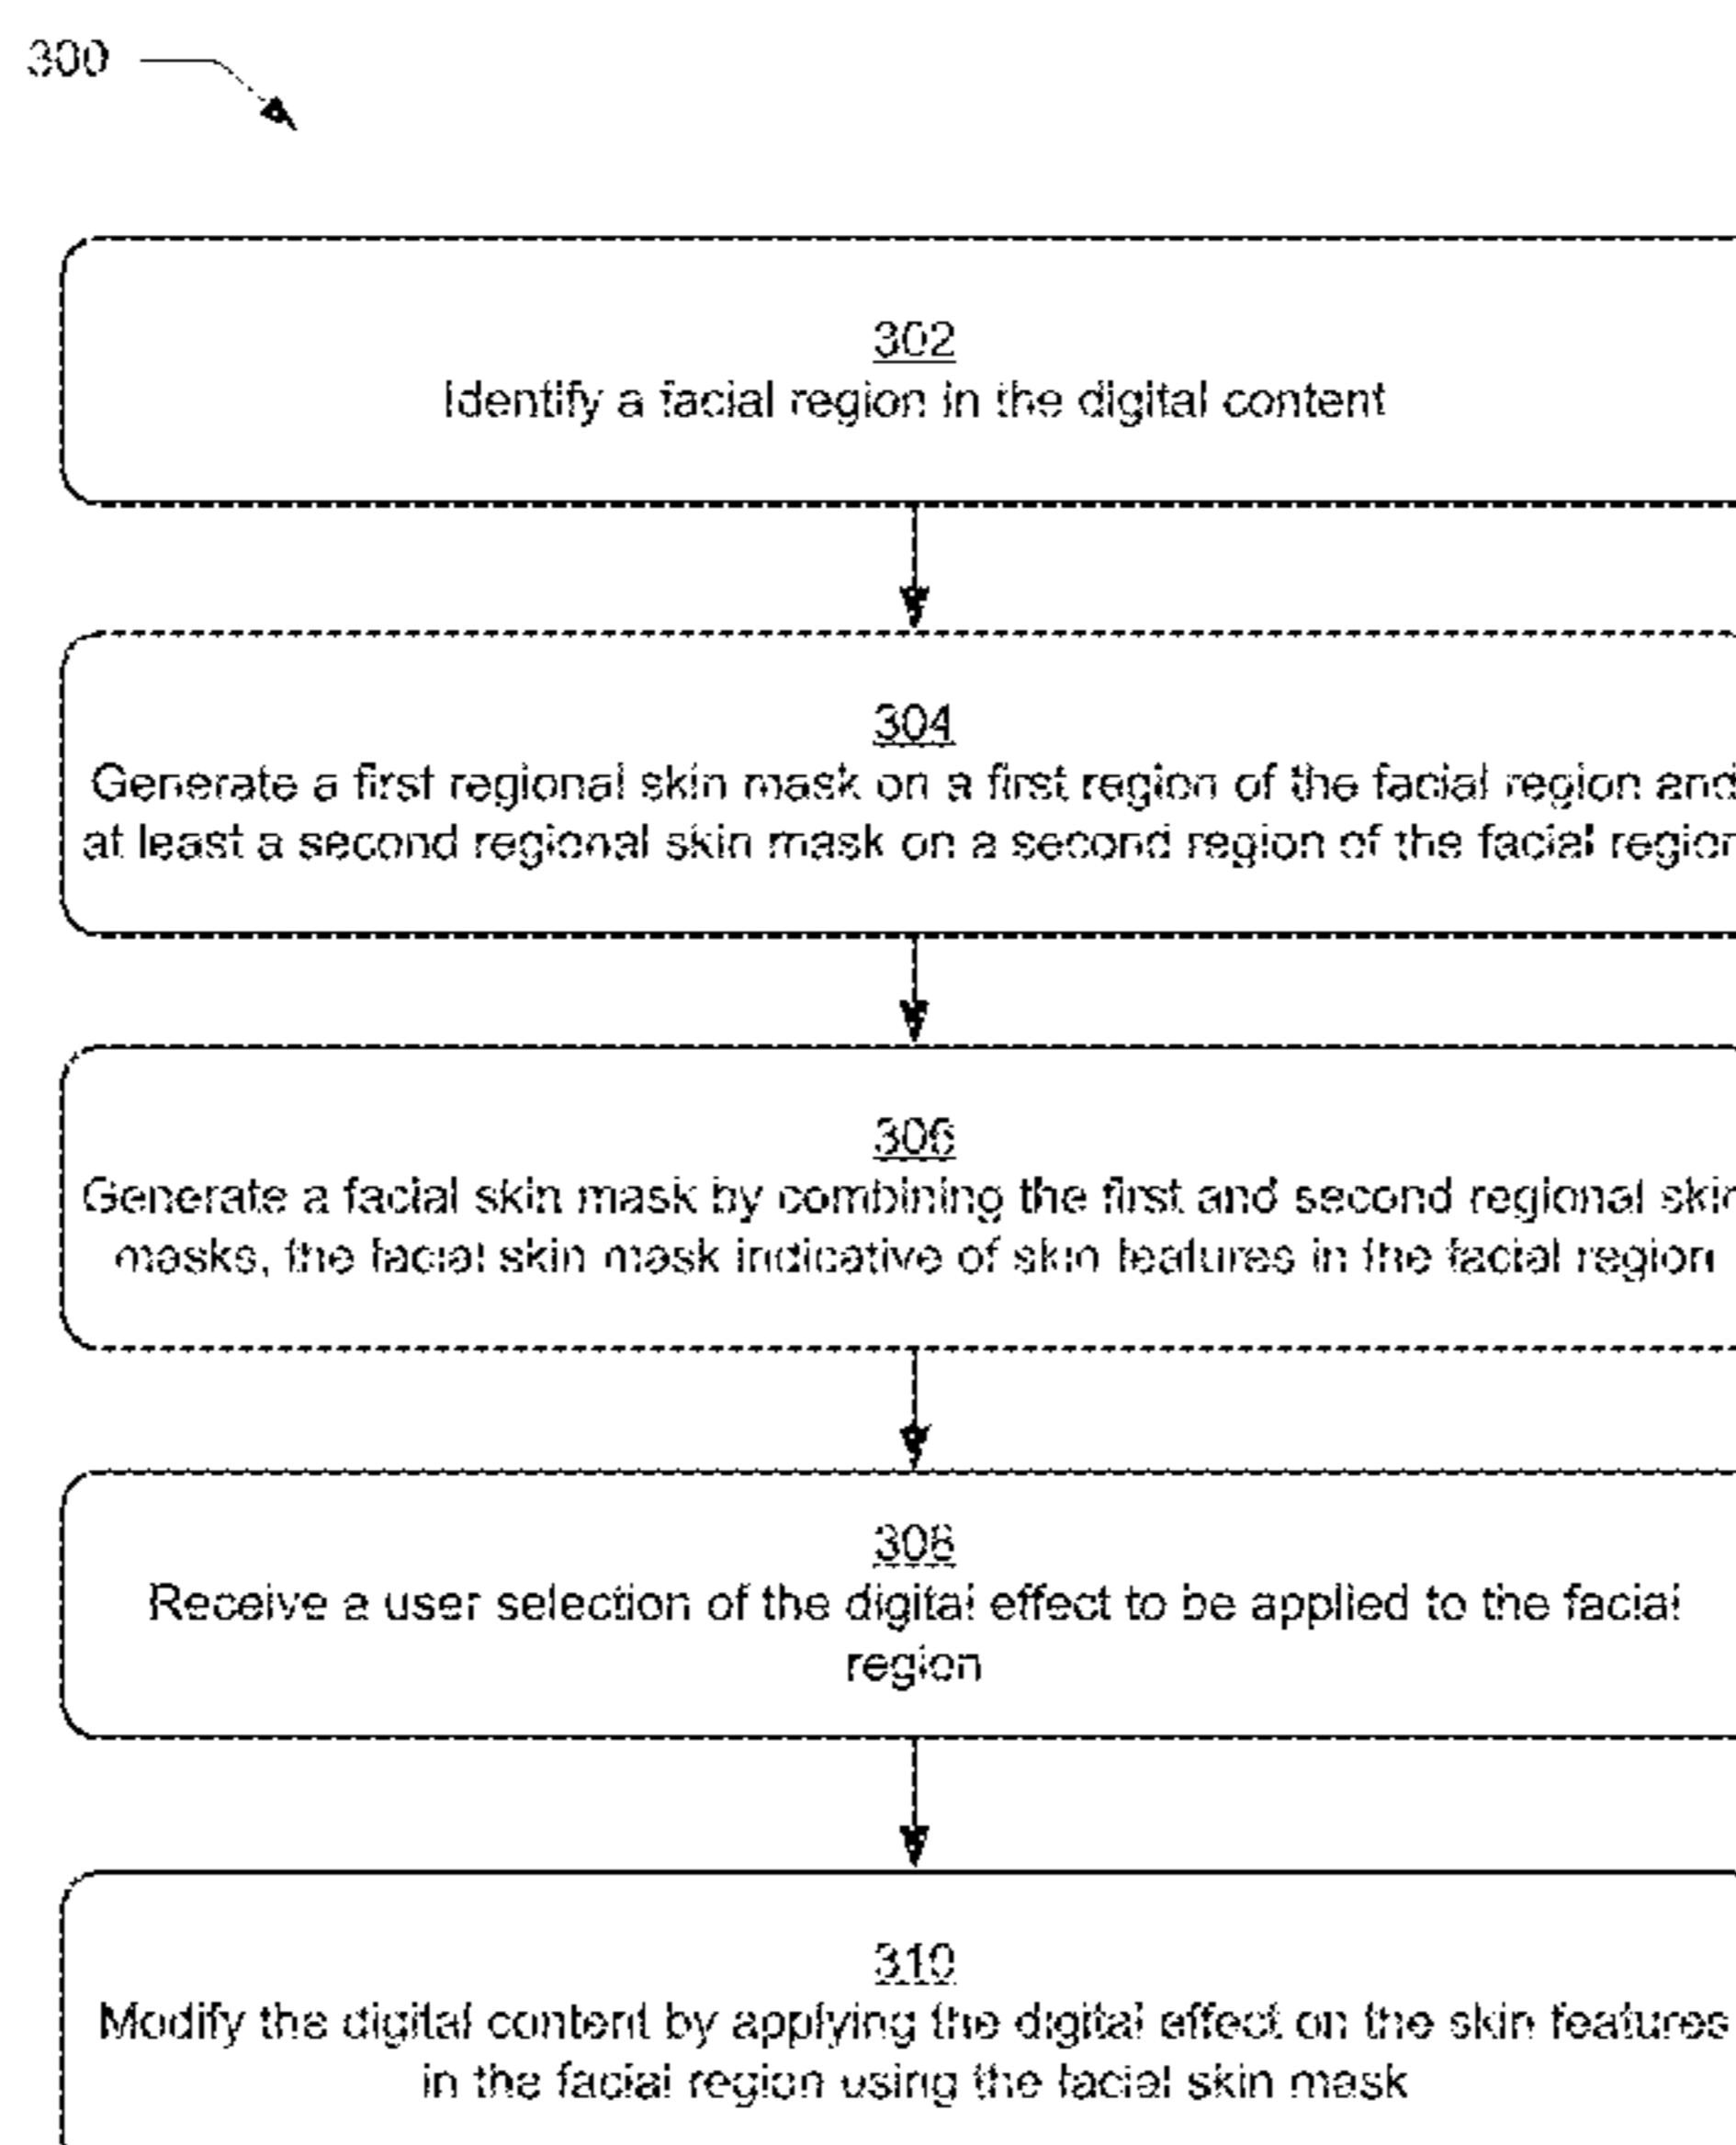 300
302
Identify a facial region in the digital content
304
Generate a first regional skin mask on a first region of the facial region and
at least a second regional skin mask on a second region of the facial region
306
Generate a facial skin mask by combining the first and second regional skin
masks, the facial skin mask indicative of skin features in the facial region
308
Receive a user selection of the digital effect to be applied to the facial
region
310
Modify the digital content by applying the digital effect on the skin features
in the facial region using the facial skin mask